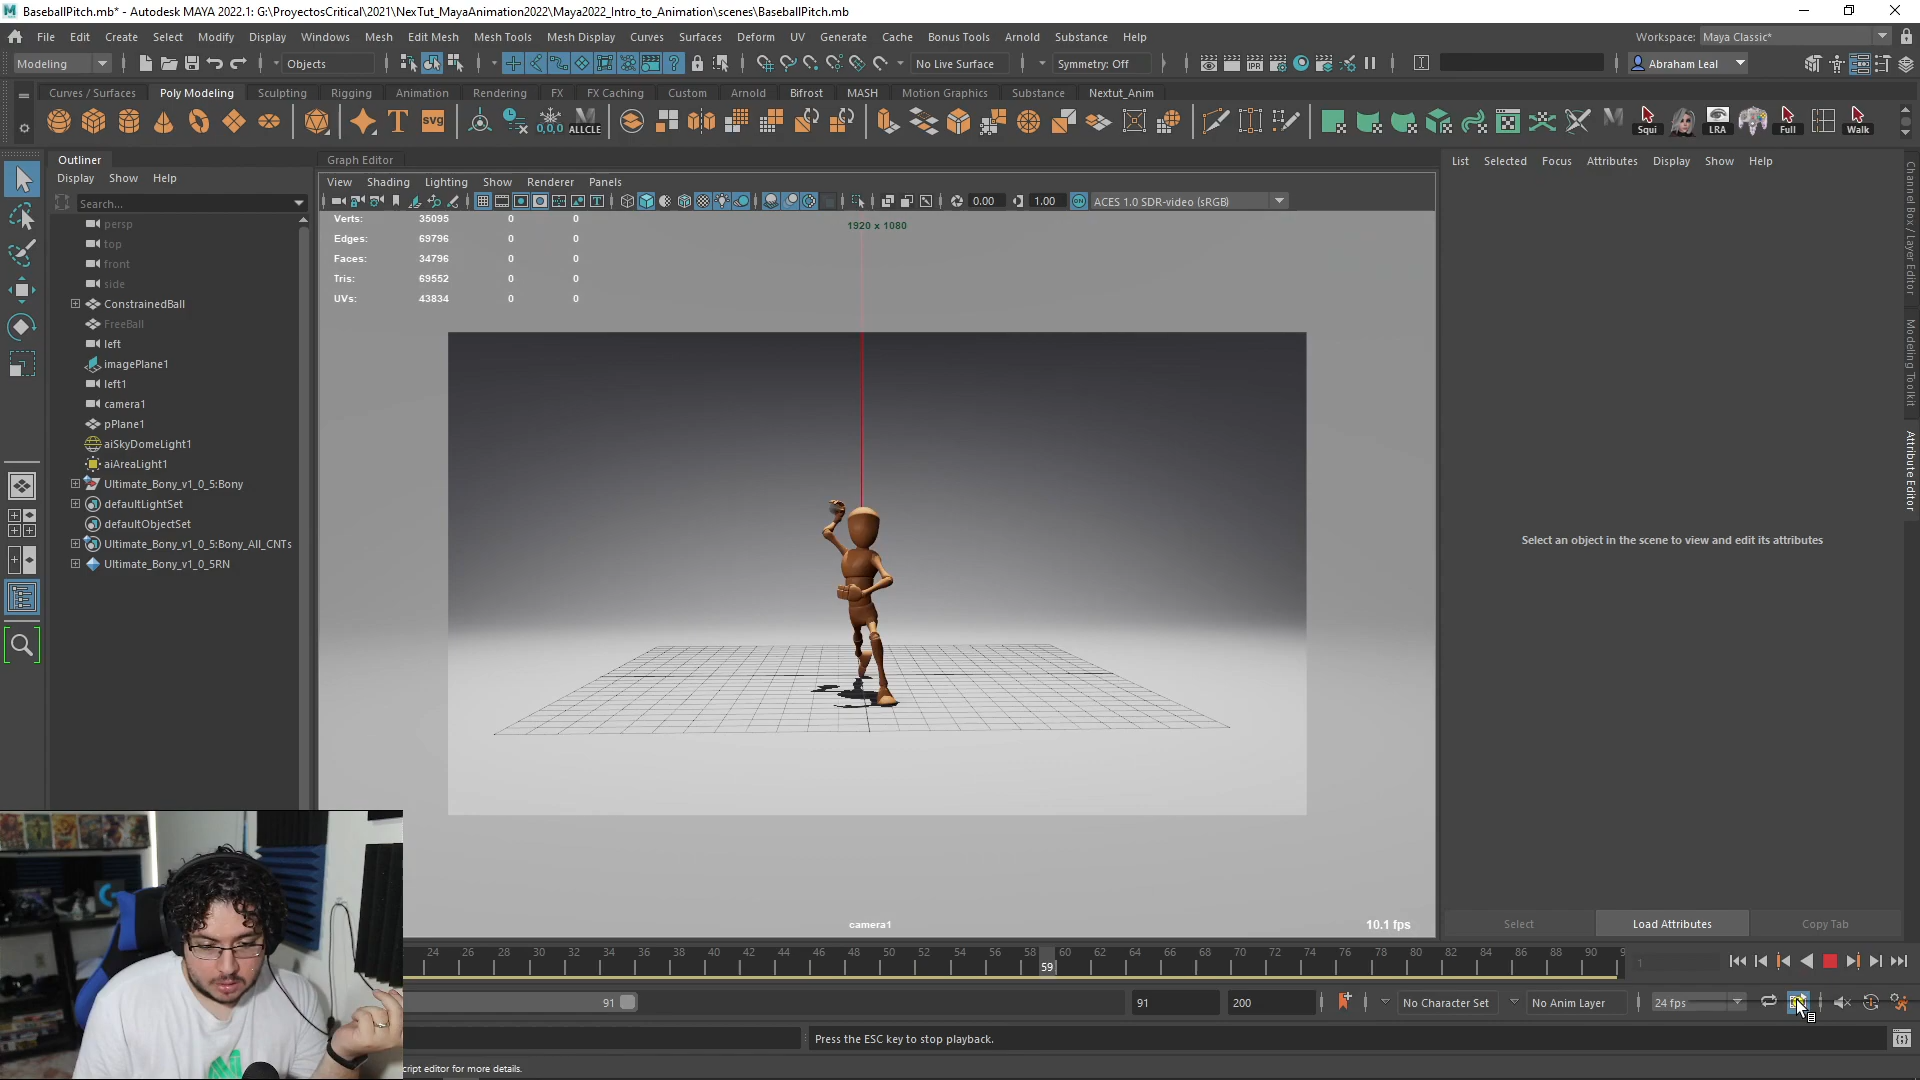 BaseballPitch.mb* - Autodesk MAYA 2022.1: G:\ProyectosCritical\2021\NexTut_MayaAnimation2022\Maya2022_Intro_to_Animation\scenes\BaseballPitch.mb
File Edit Create Select Modify Display Windows Mesh Edit Mesh Mesh Tools Mesh Display Curves Surfaces Deform UV Generate Cache Bonus Tools Arnold Substance Help
Workspace: Maya Classic*
Modeling Objects No Live Surface Symmetry: Off Abraham Leal
Curves / Surfaces Poly Modeling Sculpting Rigging Animation Rendering FX FX Caching Custom Arnold Bifrost MASH Motion Graphics Substance Nextut_Anim
T svg 0,0,0 ALLCLE IPR Squi LRA Full Walk
Outliner
Display Show Help
Search...
persp
top
front
side
ConstrainedBall
FreeBall
left
imagePlane1
left1
camera1
pPlane1
aiSkyDomeLight1
aiAreaLight1
Ultimate_Bony_v1_0_5:Bony
defaultLightSet
defaultObjectSet
Ultimate_Bony_v1_0_5:Bony_All_CNTs
Ultimate_Bony_v1_0_5RN
Graph Editor
View Shading Lighting Show Renderer Panels
0.00 1.00 ACES 1.0 SDR-video (sRGB)
Verts: 35095 0 0
Edges: 69796 0 0
Faces: 34796 0 0
Tris: 69552 0 0
UVs: 43834 0 0
1920 x 1080
camera1
10.1 fps
List Selected Focus Attributes Display Show Help
Select an object in the scene to view and edit its attributes
Select Load Attributes Copy Tab
Channel Box / Layer Editor
Modeling Toolkit
Attribute Editor
24 26 28 30 32 34 36 38 40 42 44 46 48 50 52 54 56 58 60 62 64 66 68 70 72 74 76 78 80 82 84 86 88 90 9
59
1
91 91 200 No Character Set No Anim Layer 24 fps
Press the ESC key to stop playback.
cript editor for more details.